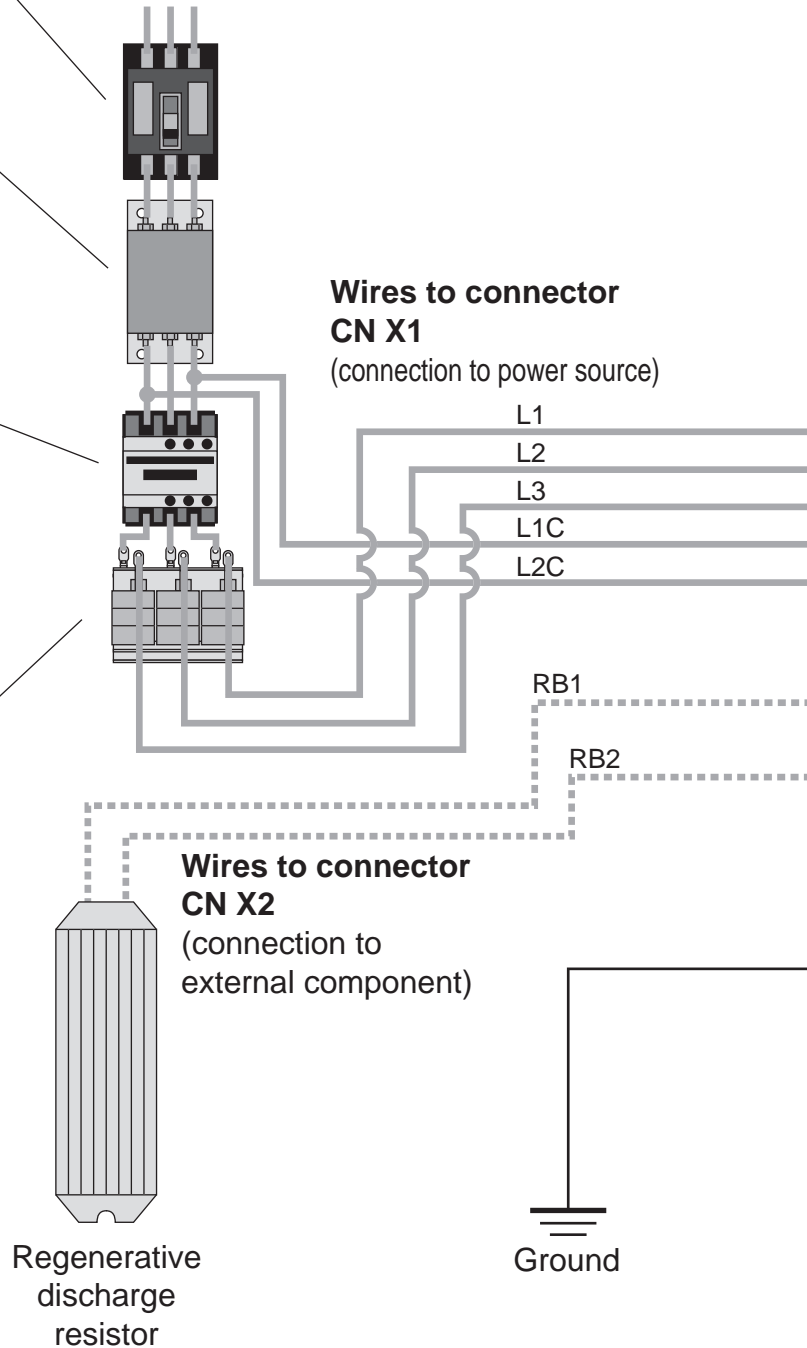 Wires to connector
CN X1
(connection to power source)
L1
L2
L3
L1C
L2C
RB1
RB2
Wires to connector
CN X2
(connection to
external component)
Regenerative
discharge
resistor
Ground